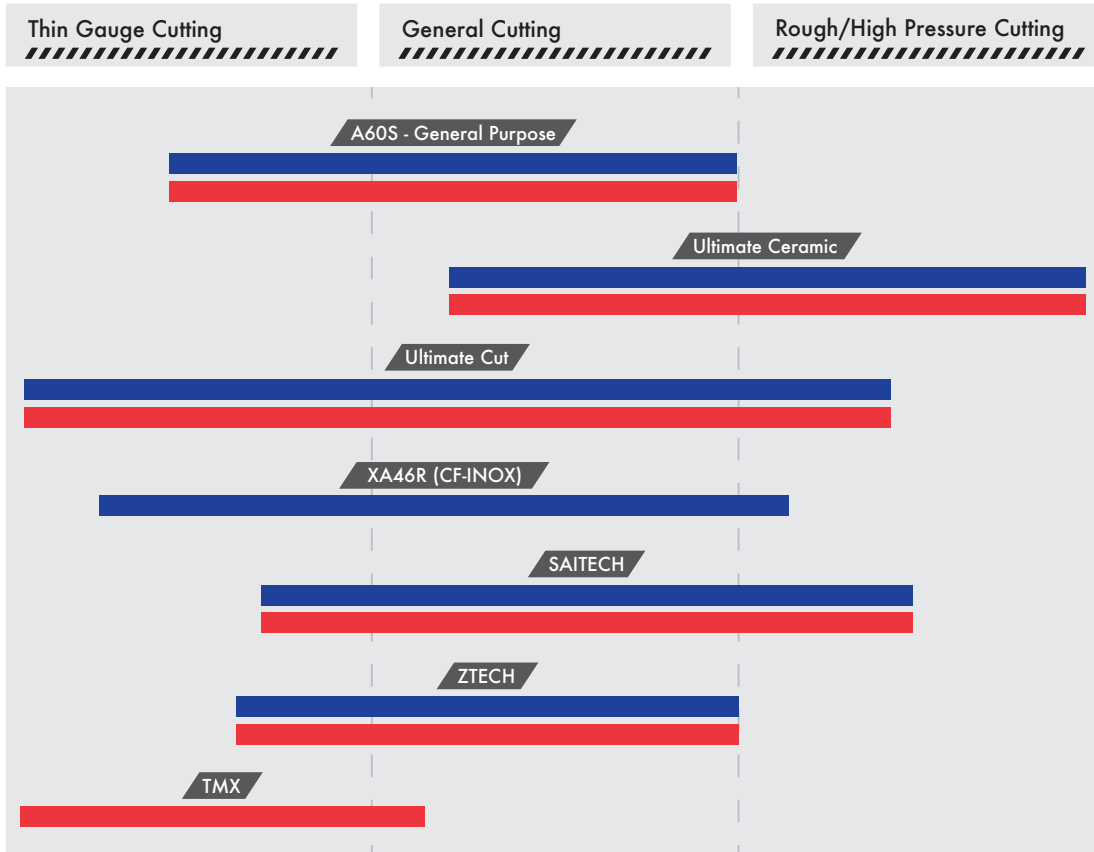 Thin Gauge Cutting
General Cutting
Rough/High Pressure Cutting
A60S - General Purpose
Ultimate Ceramic
Ultimate Cut
XA46R (CF-INOX)
SAITECH
ZTECH
TMX